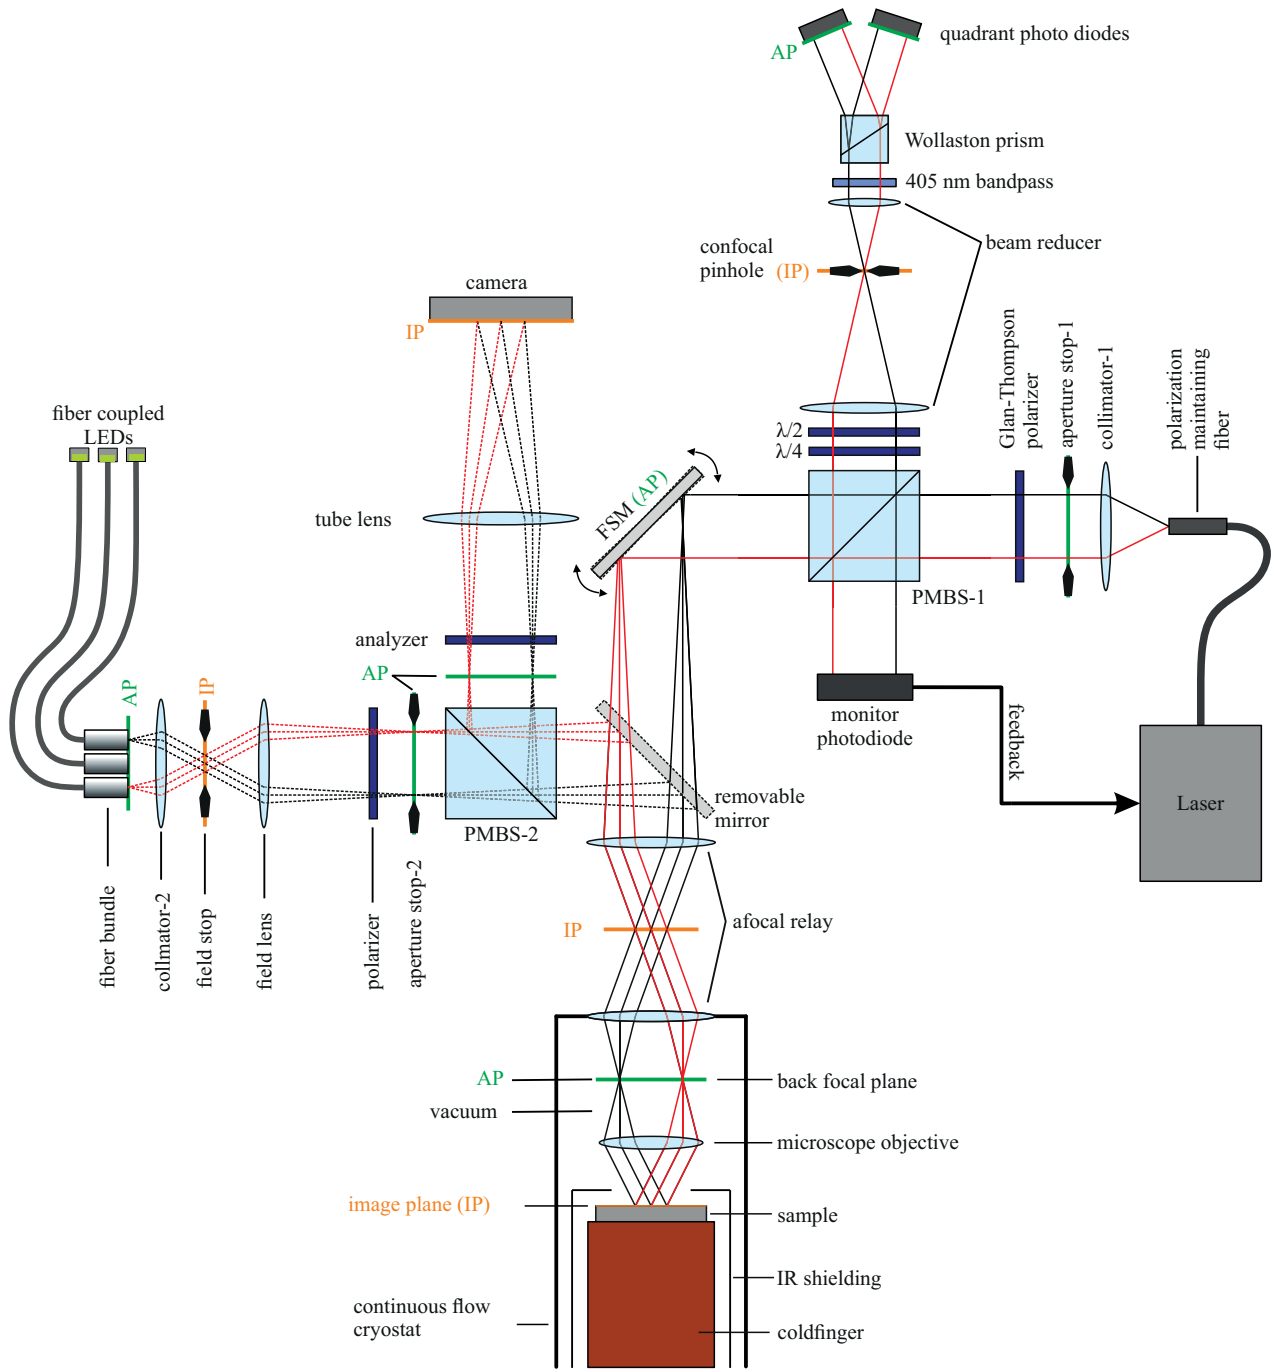 AP
quadrant photo diodes
Wollaston prism
405 nm bandpass
beam reducer
confocal
pinhole (IP)
camera
IP
fiber coupled
LEDs
tube lens
FSM (AP)
λ/2
λ/4
Glan-Thompson
polarizer
aperture stop-1
collimator-1
polarization
maintaining
fiber
PMBS-1
analyzer
AP
AP
IP
monitor
photodiode
feedback
Laser
removable
mirror
PMBS-2
fiber bundle
collmator-2
field stop
field lens
polarizer
aperture stop-2
IP
afocal relay
AP
back focal plane
vacuum
microscope objective
image plane (IP)
sample
IR shielding
continuous flow
cryostat
coldfinger